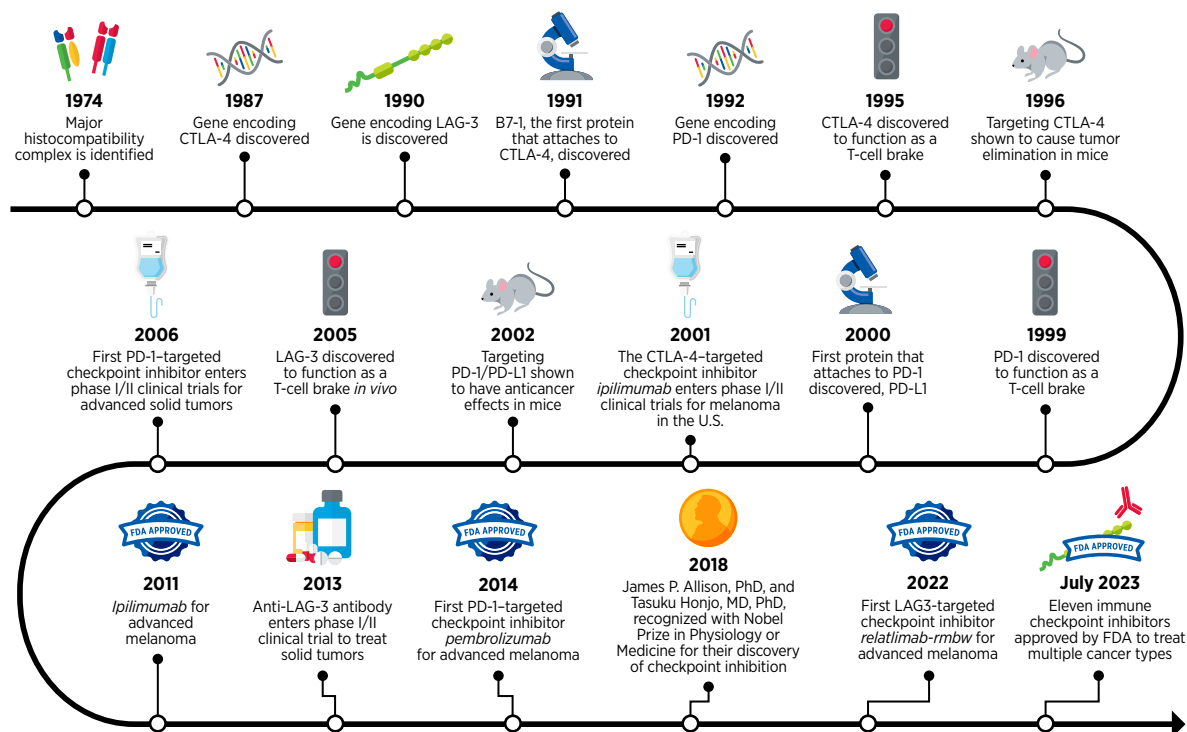 1974
Major
histocompatibility
complex is identified
1987
Gene encoding
CTLA-4 discovered
1990
Gene encoding LAG-3
is discovered
1991
B7-1, the first protein
that attaches to
CTLA-4, discovered
1992
Gene encoding
PD-1 discovered
1995
CTLA-4 discovered
to function as a
T-cell brake
1996
Targeting CTLA-4
shown to cause tumor
elimination in mice
2006
First PD-1–targeted
checkpoint inhibitor enters
phase I/II clinical trials for
advanced solid tumors
2005
LAG-3 discovered
to function as a
T-cell brake in vivo
2002
Targeting
PD-1/PD-L1 shown
to have anticancer
effects in mice
2001
The CTLA-4–targeted
checkpoint inhibitor
ipilimumab enters phase I/II
clinical trials for melanoma
in the U.S.
2000
First protein that
attaches to PD-1
discovered, PD-L1
1999
PD-1 discovered to
function as a
T-cell brake
FDA APPROVED
2011
Ipilimumab for
advanced
melanoma
2013
Anti-LAG-3 antibody
enters phase I/II
clinical trial to treat
solid tumors
FDA APPROVED
2014
First PD-1–targeted
checkpoint inhibitor
pembrolizumab
for advanced melanoma
2018
James P. Allison, PhD, and
Tasuku Honjo, MD, PhD,
recognized with Nobel
Prize in Physiology or
Medicine for their discovery
of checkpoint inhibition
FDA APPROVED
2022
First LAG3-targeted
checkpoint inhibitor
relatlimab-rmbw for
advanced melanoma
FDA APPROVED
July 2023
Eleven immune
checkpoint inhibitors
approved by FDA to treat
multiple cancer types